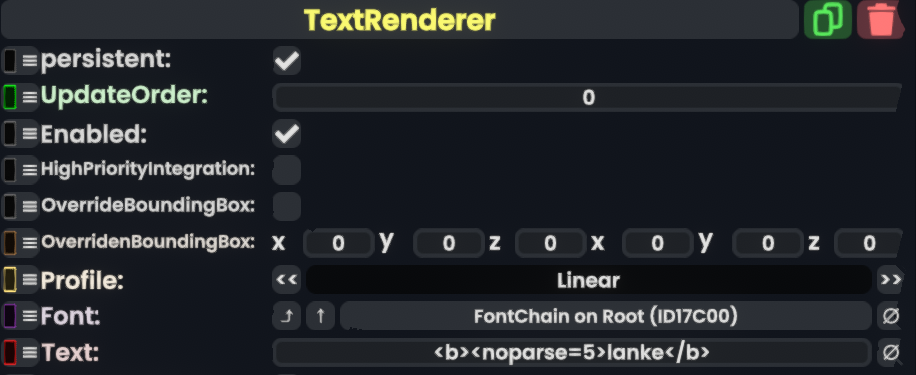 TextRenderer
persistent:
UpdateOrder: 0
Enabled:
HighPriorityIntegration:
OverrideBoundingBox:
OverridenBoundingBox: x 0 y 0 z 0 x 0 y 0 z 0
Profile: << Linear >>
Font: FontChain on Root (ID17C00) ∅
Text: <b><noparse=5>lanke</b> ∅